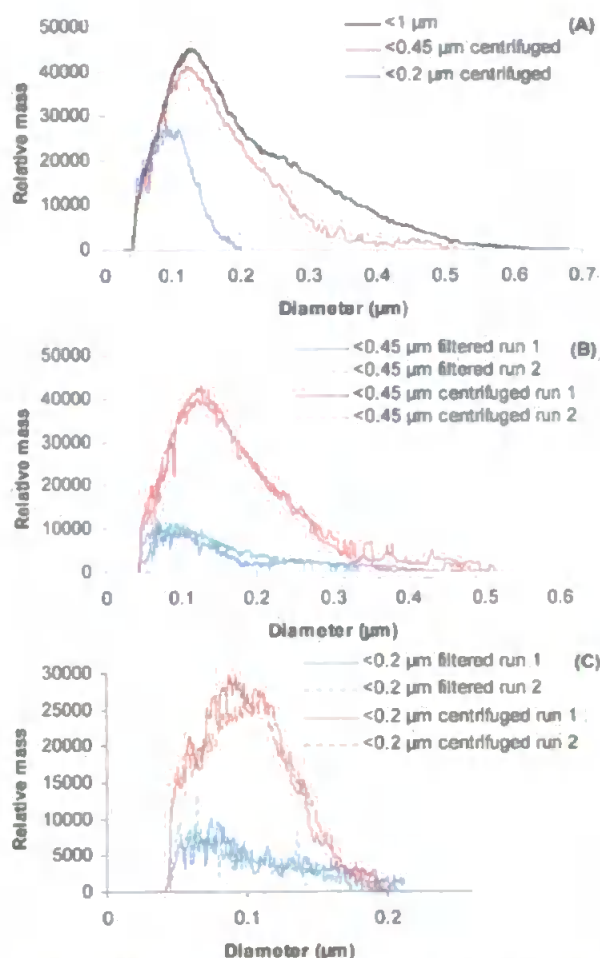 50000
40000
30000
20000
10000
0
Relative mass
<1 µm
<0.45 µm centrifuged
<0.2 µm centrifuged
(A)
0 0.1 0.2 0.3 0.4 0.5 0.6 0.7
Diameter (µm)
50000
40000
30000
20000
10000
0
Relative mass
<0.45 µm filtered run 1
<0.45 µm filtered run 2
<0.45 µm centrifuged run 1
<0.45 µm centrifuged run 2
(B)
0 0.1 0.2 0.3 0.4 0.5 0.6
Diameter (µm)
30000
25000
20000
15000
10000
5000
0
Relative mass
<0.2 µm filtered run 1
<0.2 µm filtered run 2
<0.2 µm centrifuged run 1
<0.2 µm centrifuged run 2
(C)
0 0.1 0.2
Diameter (µm)